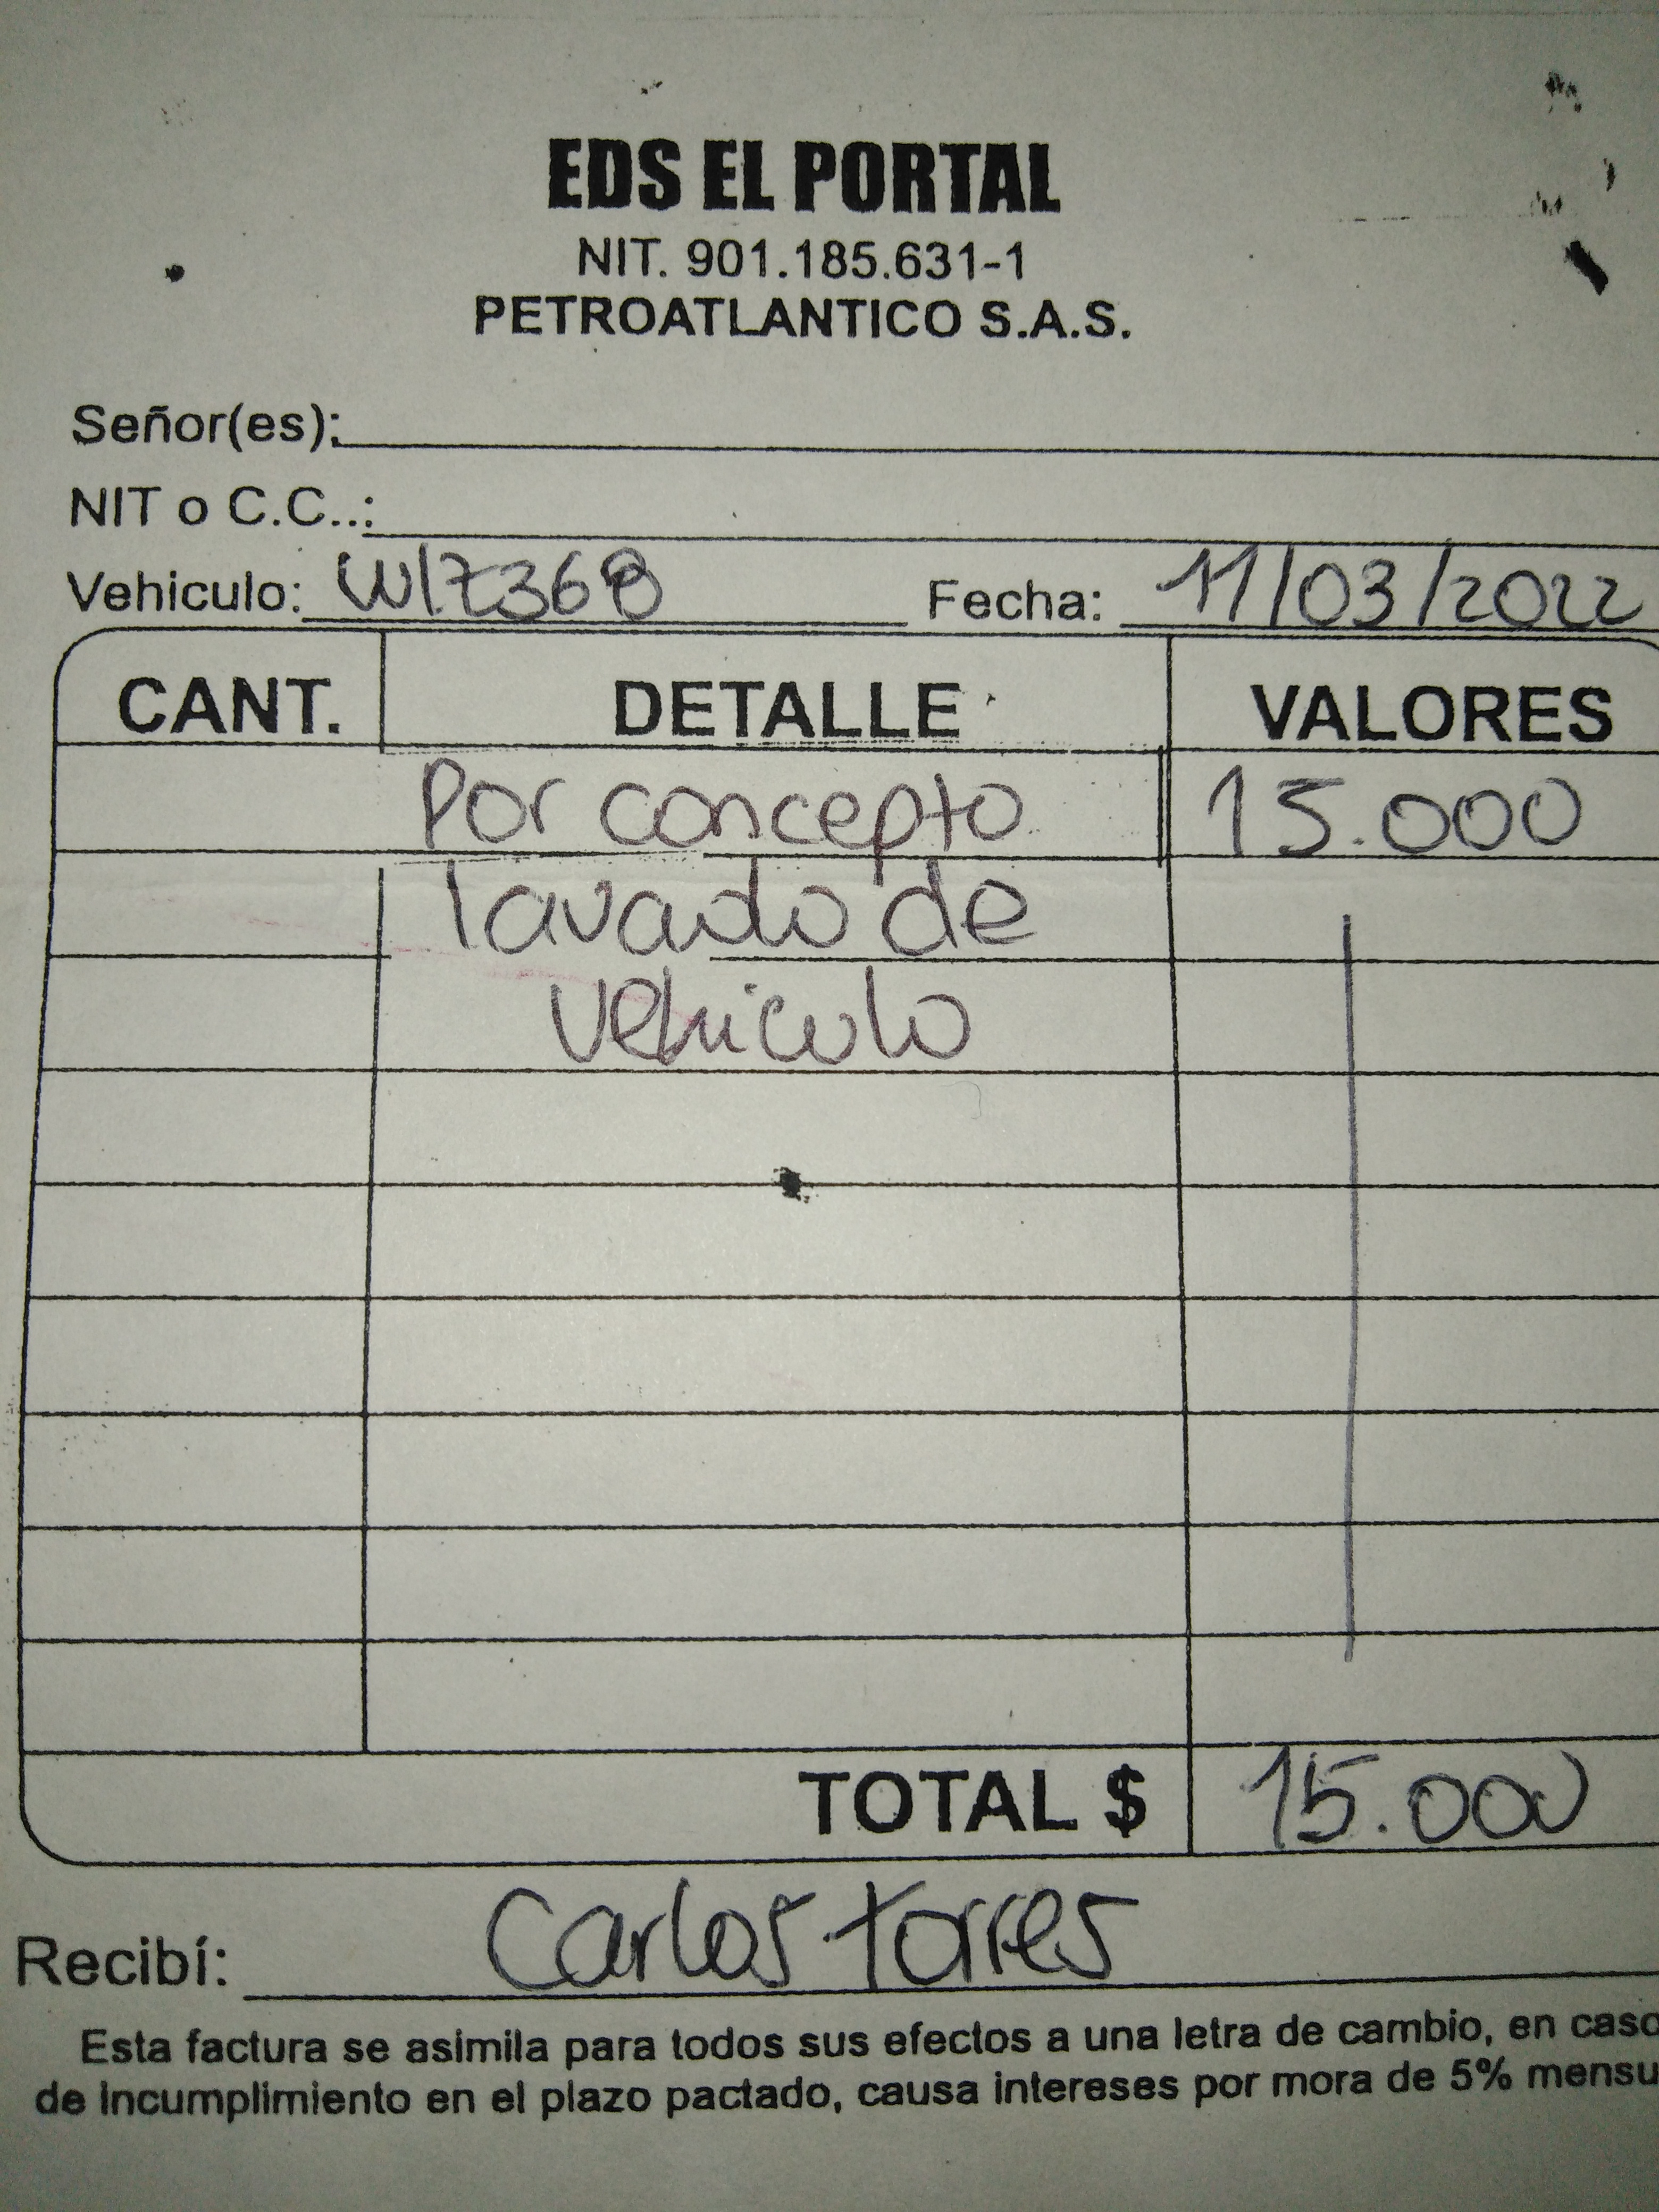 EDS EL PORTAL
NIT. 901.185.631-1
PETROATLANTICO S.A.S.
Señor(es):
NIT o C.C..:
Vehiculo: WLZ368 Fecha: 11/03/2022
CANT. DETALLE VALORES
Por concepto 15.000
lavado de
vehiculo
TOTAL $ 15.000
Recibí: Carlos torres
Esta factura se asimila para todos sus efectos a una letra de cambio, en caso
de Incumplimiento en el plazo pactado, causa intereses por mora de 5% mensu